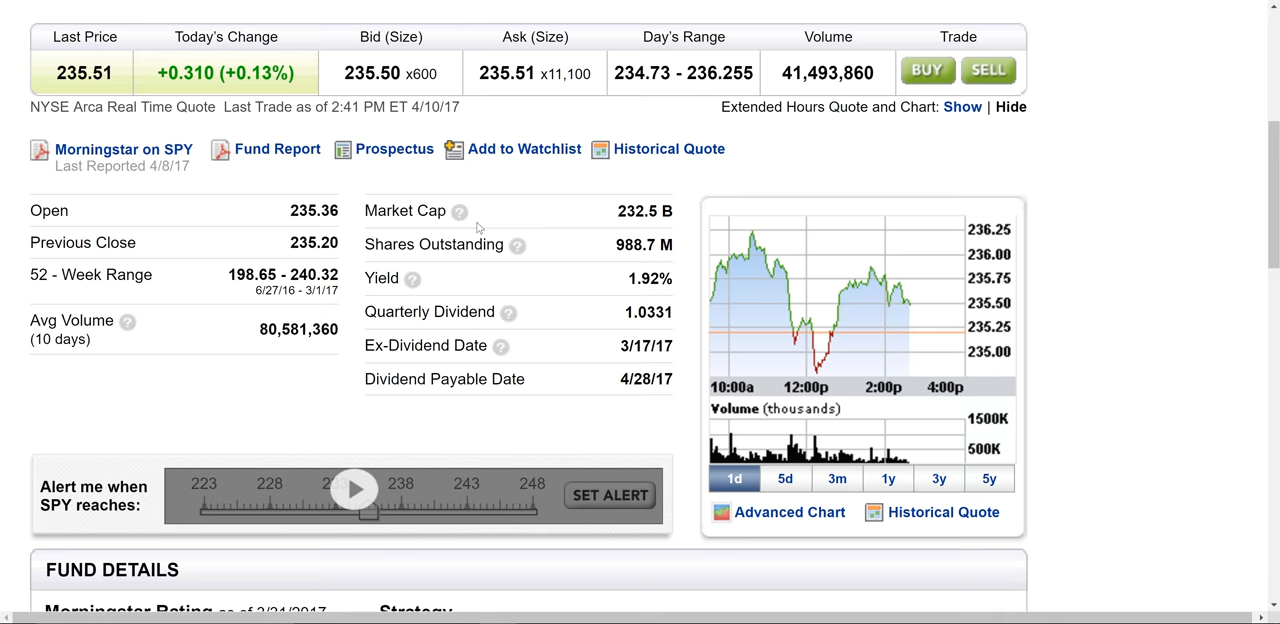 Last Price Today's Change Bid (Size) Ask (Size) Day's Range Volume Trade
235.51 +0.310 (+0.13%) 235.50 x600 235.51 x11,100 234.73 - 236.255 41,493,860 BUY SELL
NYSE Arca Real Time Quote Last Trade as of 2:41 PM ET 4/10/17 Extended Hours Quote and Chart: Show | Hide
Morningstar on SPY Fund Report Prospectus Add to Watchlist Historical Quote
Last Reported 4/8/17
Open 235.36
Previous Close 235.20
52 - Week Range 198.65 - 240.32
6/27/16 - 3/1/17
Avg Volume ? 80,581,360
(10 days)
Market Cap ? 232.5 B
Shares Outstanding ? 988.7 M
Yield ? 1.92%
Quarterly Dividend ? 1.0331
Ex-Dividend Date ? 3/17/17
Dividend Payable Date 4/28/17
236.25
236.00
235.75
235.50
235.25
235.00
10:00a 12:00p 2:00p 4:00p
Volume (thousands)
1500K
500K
1d 5d 3m 1y 3y 5y
Advanced Chart Historical Quote
Alert me when
SPY reaches:
223 228 238 243 248
SET ALERT
FUND DETAILS
Morningstar Rating as of 3/31/2017 Strategy